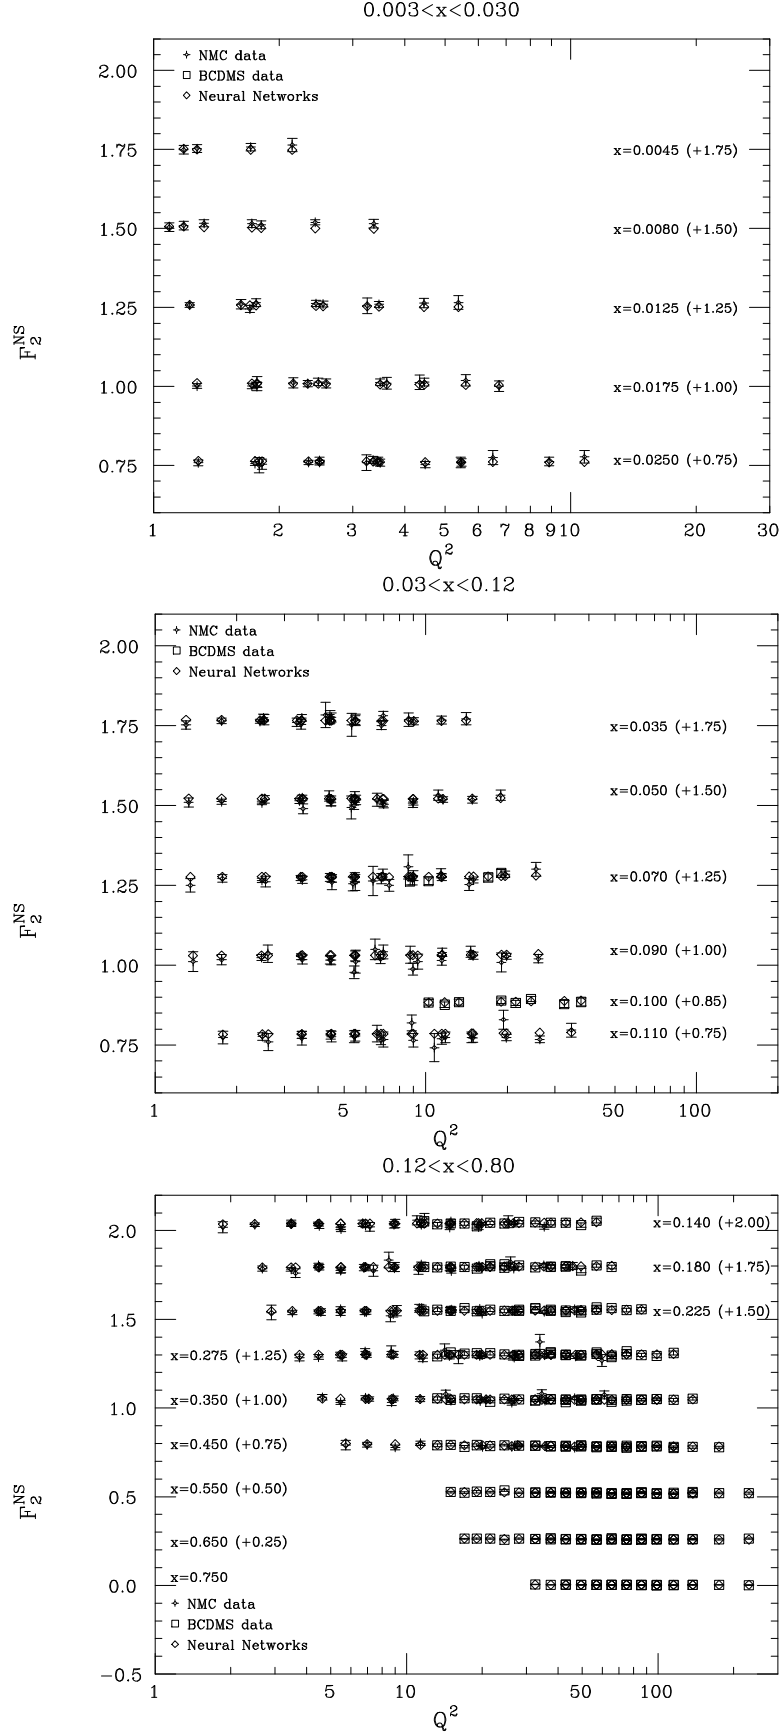 0.003<x<0.030
NMC data
BCDMS data
Neural Networks
2.00
1.75
1.50
1.25
1.00
0.75
x=0.0045 (+1.75)
x=0.0080 (+1.50)
x=0.0125 (+1.25)
x=0.0175 (+1.00)
x=0.0250 (+0.75)
F₂^NS
1 2 3 4 5 6 7 8 9 10 20 30
Q²
0.03<x<0.12
NMC data
BCDMS data
Neural Networks
2.00
1.75
1.50
1.25
1.00
0.75
x=0.035 (+1.75)
x=0.050 (+1.50)
x=0.070 (+1.25)
x=0.090 (+1.00)
x=0.100 (+0.85)
x=0.110 (+0.75)
F₂^NS
1 5 10 50 100
Q²
0.12<x<0.80
2.0
1.5
1.0
0.5
0.0
−0.5
x=0.140 (+2.00)
x=0.180 (+1.75)
x=0.225 (+1.50)
x=0.275 (+1.25)
x=0.350 (+1.00)
x=0.450 (+0.75)
x=0.550 (+0.50)
x=0.650 (+0.25)
x=0.750
NMC data
BCDMS data
Neural Networks
F₂^NS
1 5 10 50 100
Q²